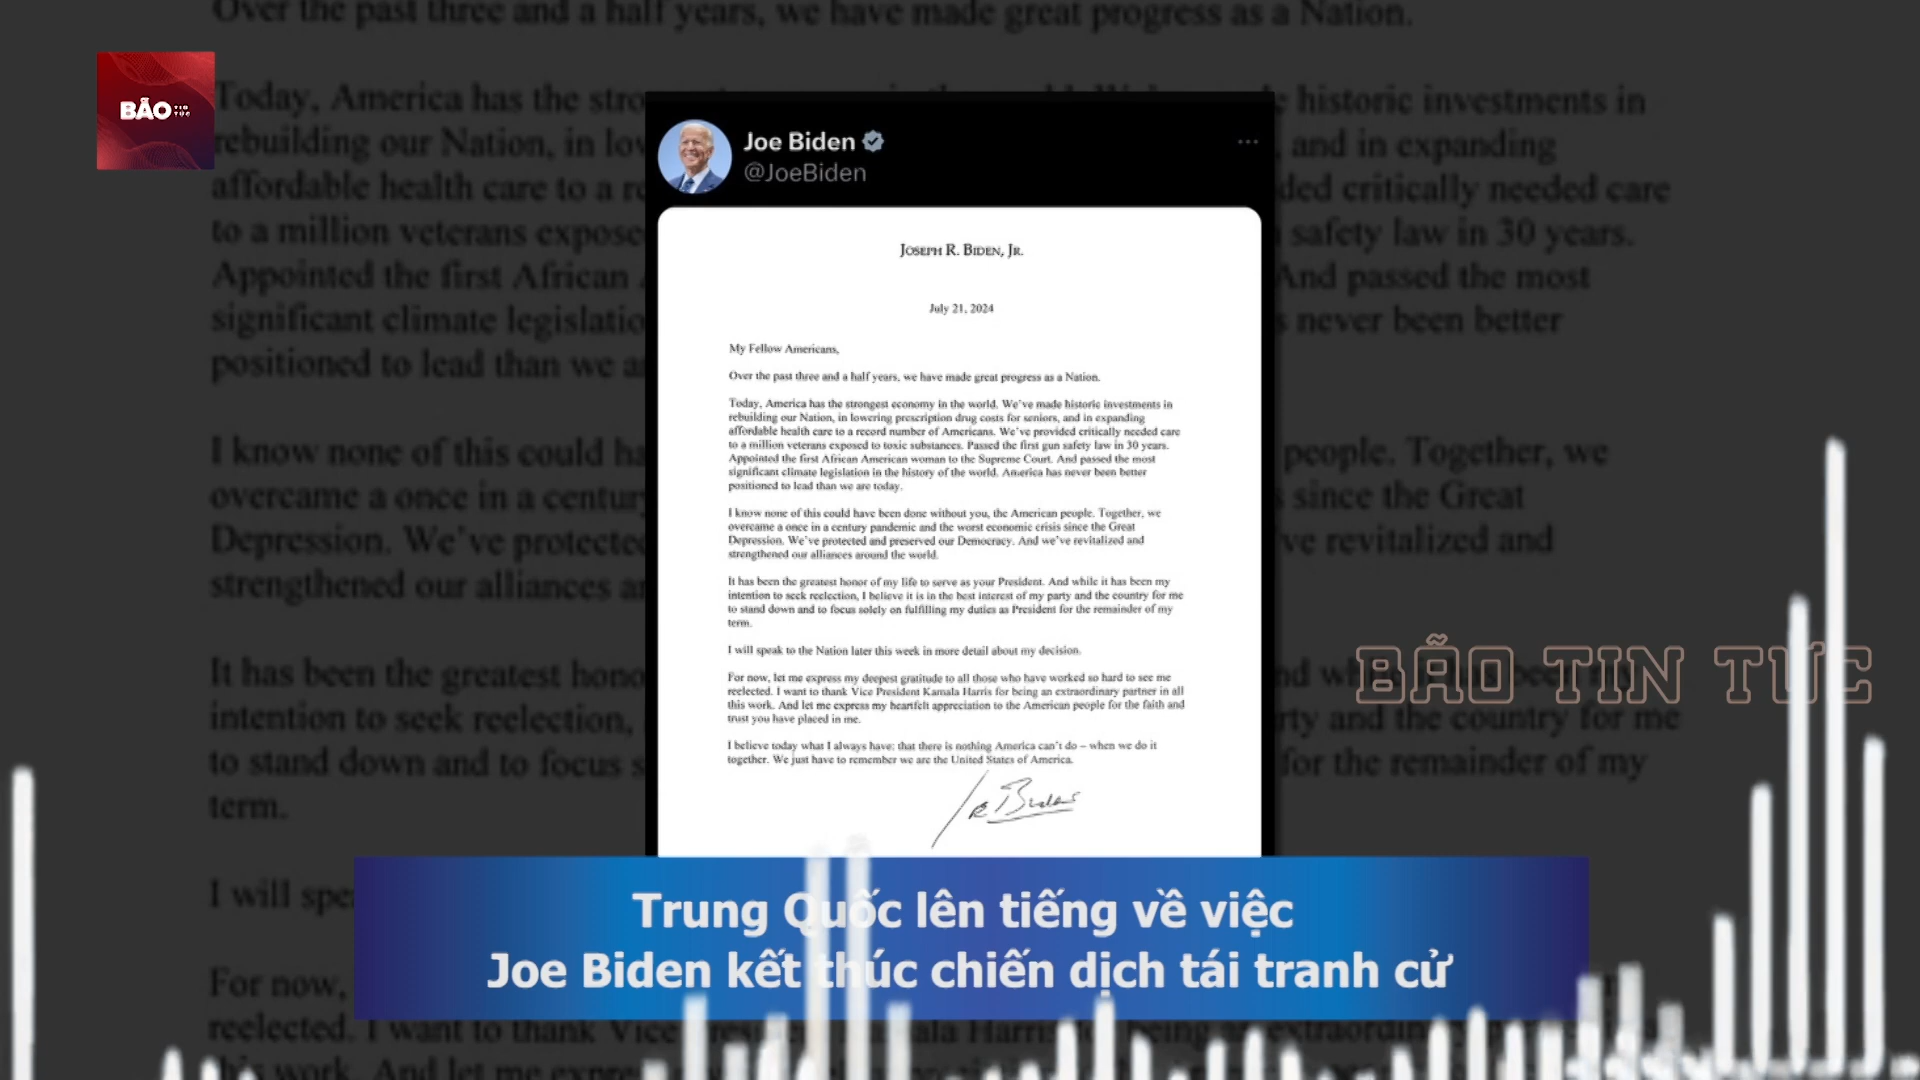 Over the past three and a half years, we have made great progress as a Nation.
BÃO TIN TỨC
Joe Biden
@JoeBiden
JOSEPH R. BIDEN, JR.
July 21, 2024
My Fellow Americans,
Over the past three and a half years, we have made great progress as a Nation.
Today, America has the strongest economy in the world. We've made historic investments in
rebuilding our Nation, in lowering prescription drug costs for seniors, and in expanding
affordable health care to a record number of Americans. We've provided critically needed care
to a million veterans exposed to toxic substances. Passed the first gun safety law in 30 years.
Appointed the first African American woman to the Supreme Court. And passed the most
significant climate legislation in the history of the world. America has never been better
positioned to lead than we are today.
I know none of this could have been done without you, the American people. Together, we
overcame a once in a century pandemic and the worst economic crisis since the Great
Depression. We've protected and preserved our Democracy. And we've revitalized and
strengthened our alliances around the world.
It has been the greatest honor of my life to serve as your President. And while it has been my
intention to seek reelection, I believe it is in the best interest of my party and the country for me
to stand down and to focus solely on fulfilling my duties as President for the remainder of my
term.
I will speak to the Nation later this week in more detail about my decision.
For now, let me express my deepest gratitude to all those who have worked so hard to see me
reelected. I want to thank Vice President Kamala Harris for being an extraordinary partner in all
this work. And let me express my heartfelt appreciation to the American people for the faith and
trust you have placed in me.
I believe today what I always have: that there is nothing America can't do – when we do it
together. We just have to remember we are the United States of America.
BÃO TIN TỨC
Trung Quốc lên tiếng về việc
Joe Biden kết thúc chiến dịch tái tranh cử